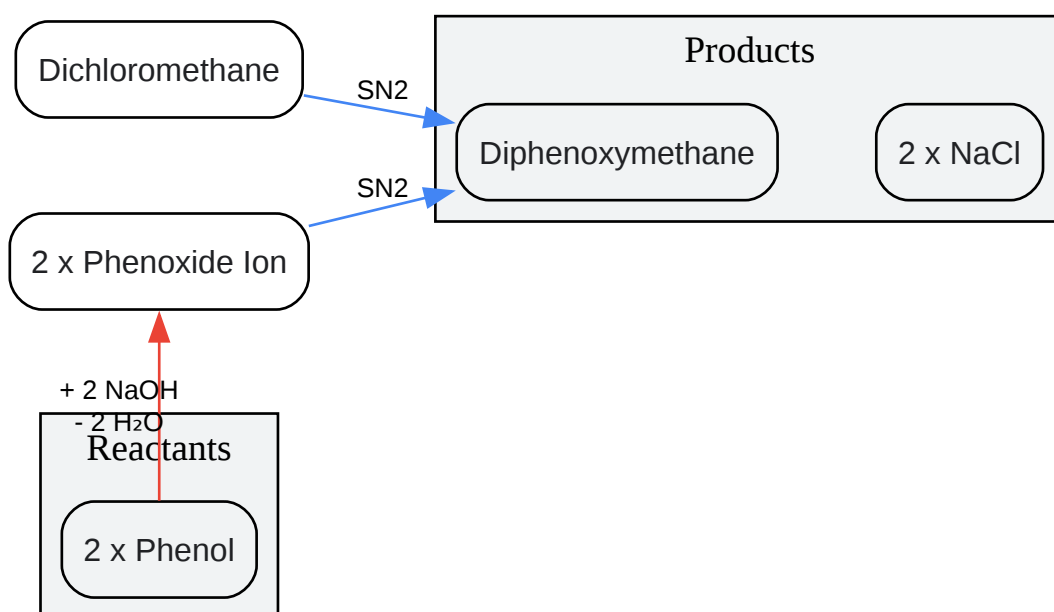 Dichloromethane
SN2
Products
Diphenoxymethane
2 x NaCl
SN2
2 x Phenoxide Ion
+ 2 NaOH
- 2 H₂O
Reactants
2 x Phenol